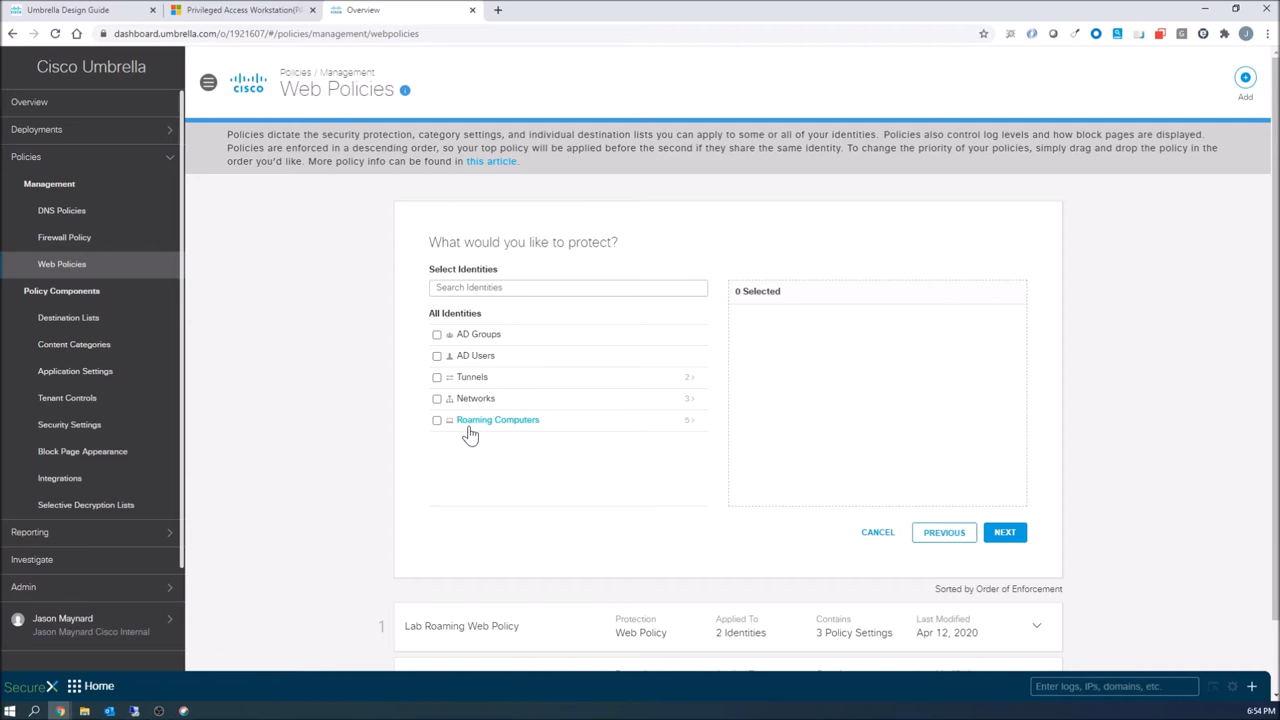 Umbrella Design Guide
Privileged Access Workstation(PA
Overview
dashboard.umbrella.com/o/1921607/#/policies/management/webpolicies
J
Cisco Umbrella
Overview
Deployments
Policies
Management
DNS Policies
Firewall Policy
Web Policies
Policy Components
Destination Lists
Content Categories
Application Settings
Tenant Controls
Security Settings
Block Page Appearance
Integrations
Selective Decryption Lists
Reporting
Investigate
Admin
Jason Maynard
Jason Maynard Cisco Internal
CISCO
Policies / Management
Web Policies
Add
Policies dictate the security protection, category settings, and individual destination lists you can apply to some or all of your identities. Policies also control log levels and how block pages are displayed.
Policies are enforced in a descending order, so your top policy will be applied before the second if they share the same identity. To change the priority of your policies, simply drag and drop the policy in the
order you'd like. More policy info can be found in this article.
What would you like to protect?
Select Identities
Search Identities
0 Selected
All Identities
AD Groups
AD Users
Tunnels 2 >
Networks 3 >
Roaming Computers 5 >
CANCEL PREVIOUS NEXT
Sorted by Order of Enforcement
1 Lab Roaming Web Policy
Protection
Web Policy
Applied To
2 Identities
Contains
3 Policy Settings
Last Modified
Apr 12, 2020
SecureX Home
Enter logs, IPs, domains, etc.
6:54 PM